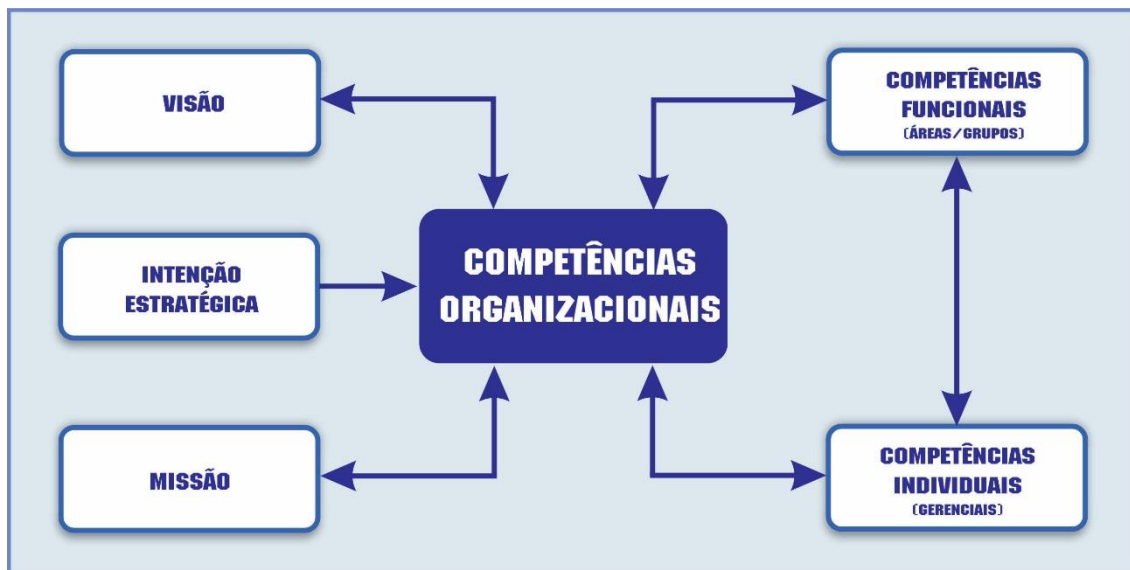 VISÃO
INTENÇÃO
ESTRATÉGICA
MISSÃO
COMPETÊNCIAS
ORGANIZACIONAIS
COMPETÊNCIAS
FUNCIONAIS
(ÁREAS/GRUPOS)
COMPETÊNCIAS
INDIVIDUAIS
(GERENCIAIS)